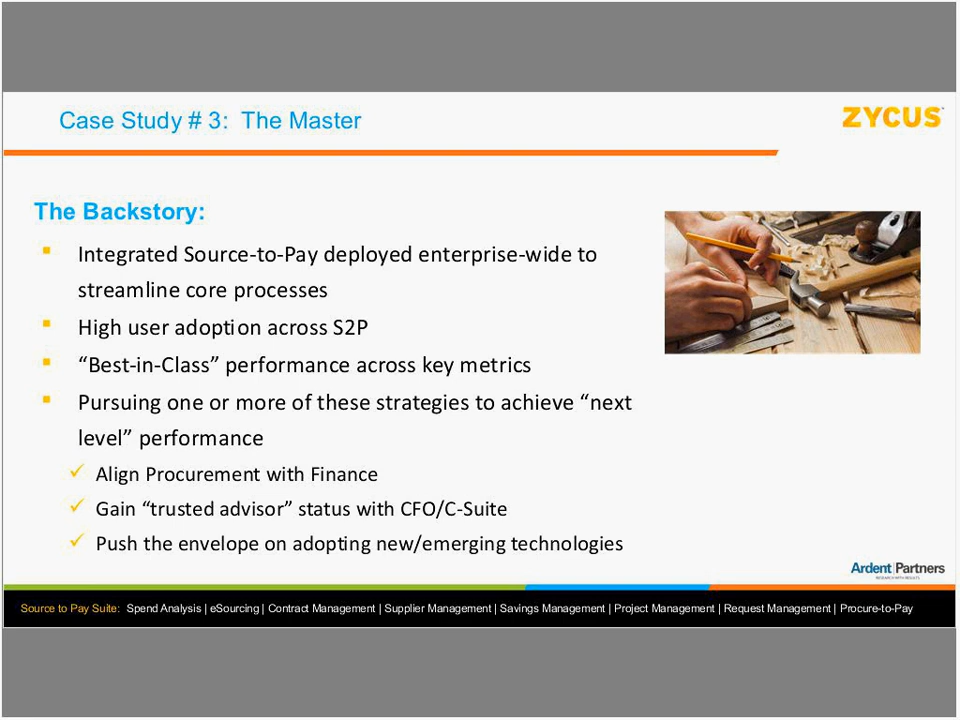 Case Study # 3:  The Master
ZYCUS
The Backstory:
Integrated Source-to-Pay deployed enterprise-wide to
streamline core processes
High user adoption across S2P
“Best-in-Class” performance across key metrics
Pursuing one or more of these strategies to achieve “next
level” performance
Align Procurement with Finance
Gain “trusted advisor” status with CFO/C-Suite
Push the envelope on adopting new/emerging technologies
Ardent|Partners
RESEARCH WITH RESULTS
Source to Pay Suite:  Spend Analysis | eSourcing | Contract Management | Supplier Management | Savings Management | Project Management | Request Management | Procure-to-Pay